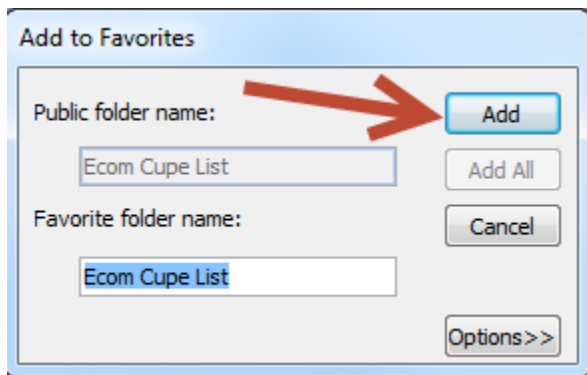 Add to Favorites
Public folder name:
Add
Ecom Cupe List
Add All
Favorite folder name:
Cancel
Ecom Cupe List
Options>>